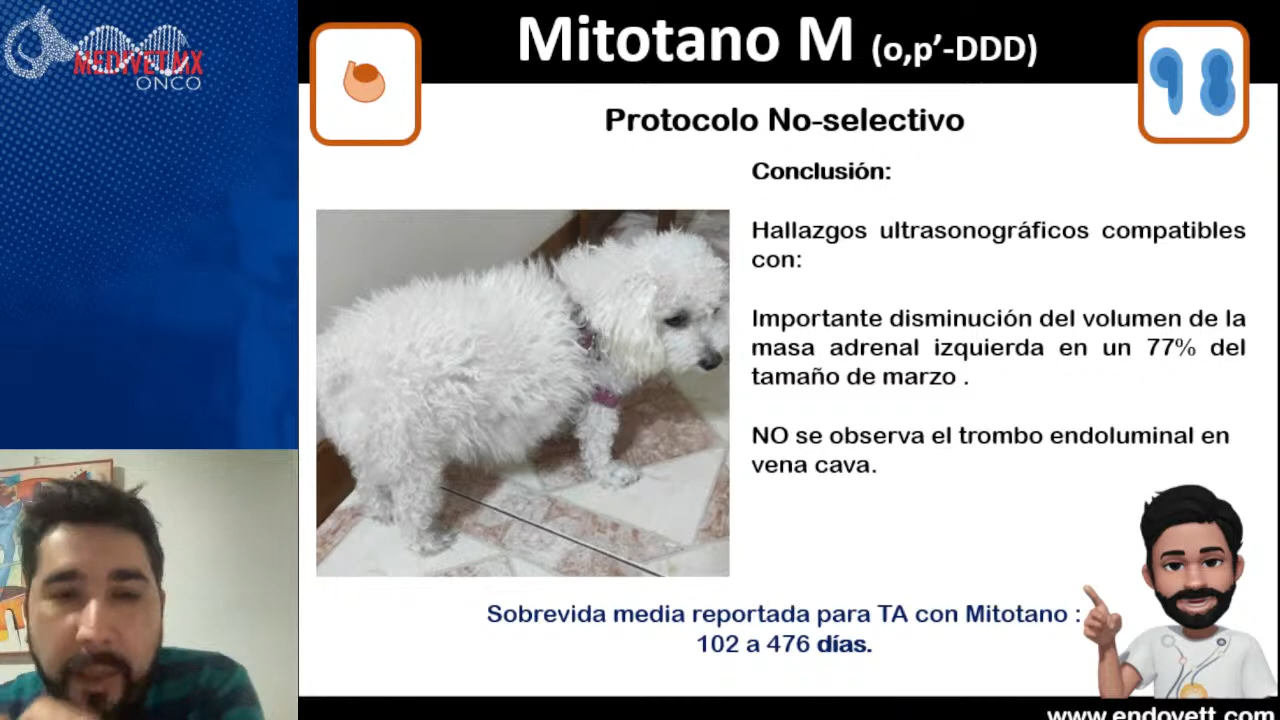 MEDIVET.MX
ONCO
Mitotano M (o,p’-DDD)
Protocolo No-selectivo
Conclusión:
Hallazgos ultrasonográficos compatibles
con:
Importante disminución del volumen de la
masa adrenal izquierda en un 77% del
tamaño de marzo .
NO se observa el trombo endoluminal en
vena cava.
Sobrevida media reportada para TA con Mitotano :
102 a 476 días.
www.endovett.com